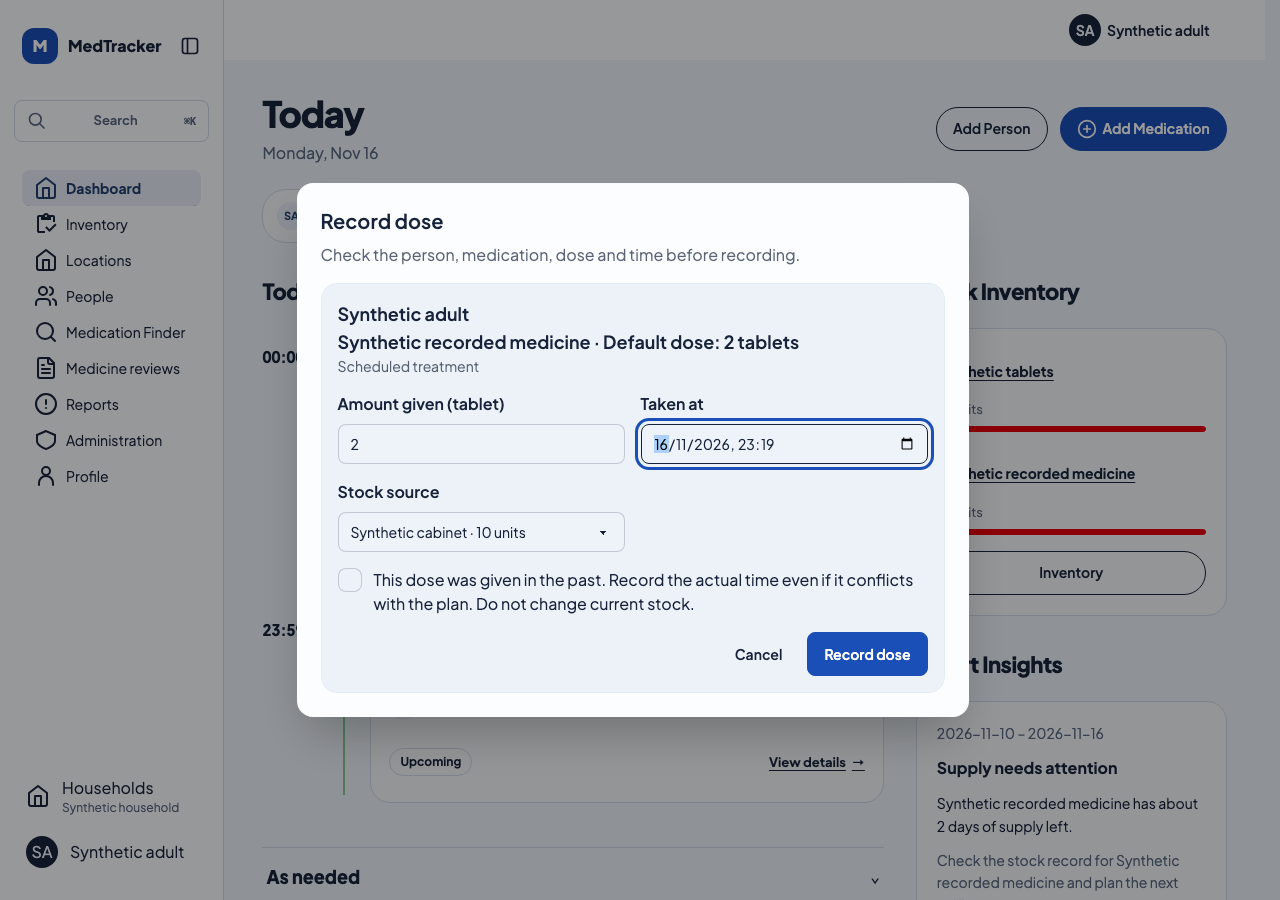 M MedTracker
Search ⌘K
Dashboard
Inventory
Locations
People
Medication Finder
Medicine reviews
Reports
Administration
Profile
Households
Synthetic household
SA Synthetic adult
SA Synthetic adult
Today
Monday, Nov 16
Add Person
Add Medication
SA
Record dose
Check the person, medication, dose and time before recording.
Synthetic adult
Synthetic recorded medicine · Default dose: 2 tablets
Scheduled treatment
Amount given (tablet)
2
Taken at
16/11/2026, 23:19
Stock source
Synthetic cabinet · 10 units
This dose was given in the past. Record the actual time even if it conflicts
with the plan. Do not change current stock.
Cancel
Record dose
Upcoming
View details →
As needed
Inventory
tablets
recorded medicine
Inventory
Insights
2026-11-10 – 2026-11-16
Supply needs attention
Synthetic recorded medicine has about
2 days of supply left.
Check the stock record for Synthetic
recorded medicine and plan the next